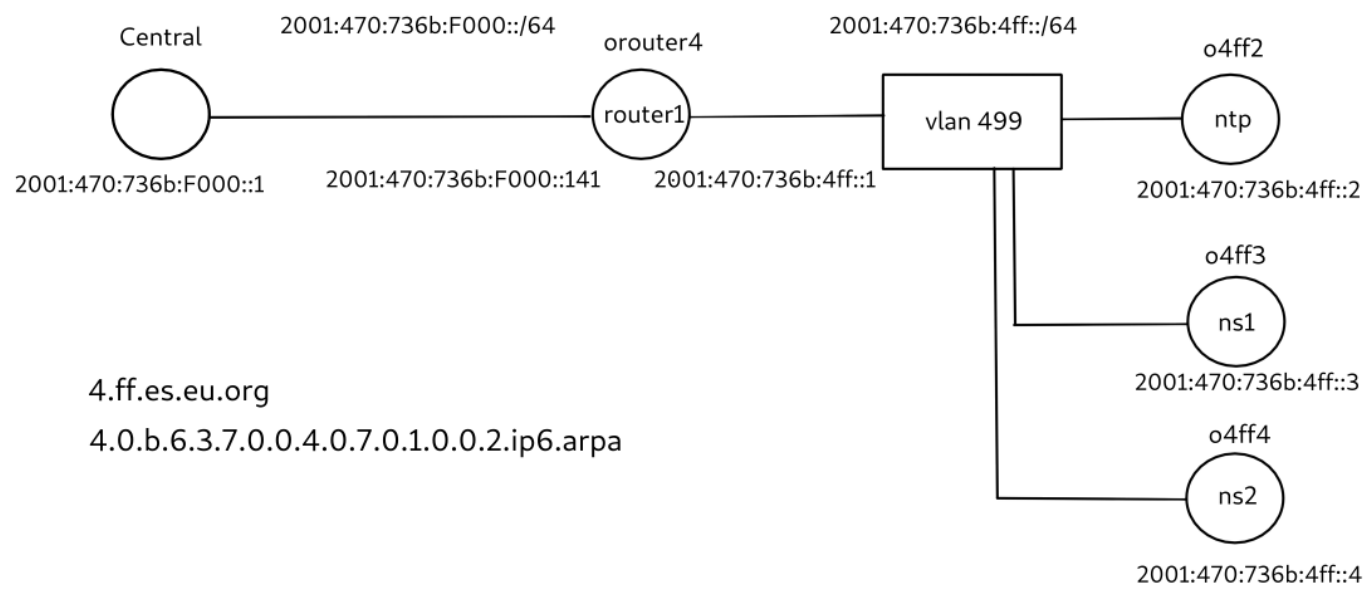 Central
2001:470:736b:F000::/64
orouter4
2001:470:736b:4ff::/64
o4ff2
router1
vlan 499
ntp
2001:470:736b:F000::1
2001:470:736b:F000::141
2001:470:736b:4ff::1
2001:470:736b:4ff::2
o4ff3
ns1
2001:470:736b:4ff::3
4.ff.es.eu.org
4.0.b.6.3.7.0.0.4.0.7.0.1.0.0.2.ip6.arpa
o4ff4
ns2
2001:470:736b:4ff::4